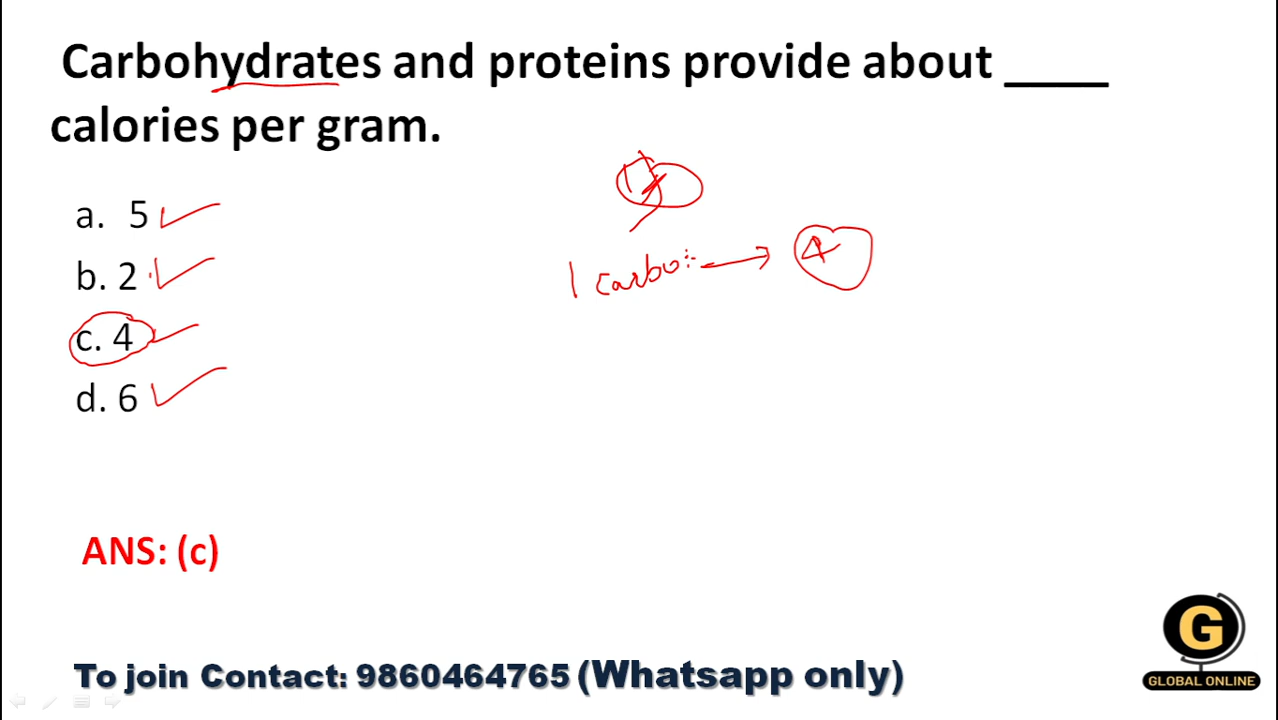 Carbohydrates and proteins provide about ____
calories per gram.
a. 5
b. 2
c. 4
d. 6
1 carbo
4
ANS: (c)
To join Contact: 9860464765 (Whatsapp only)
G
GLOBAL ONLINE